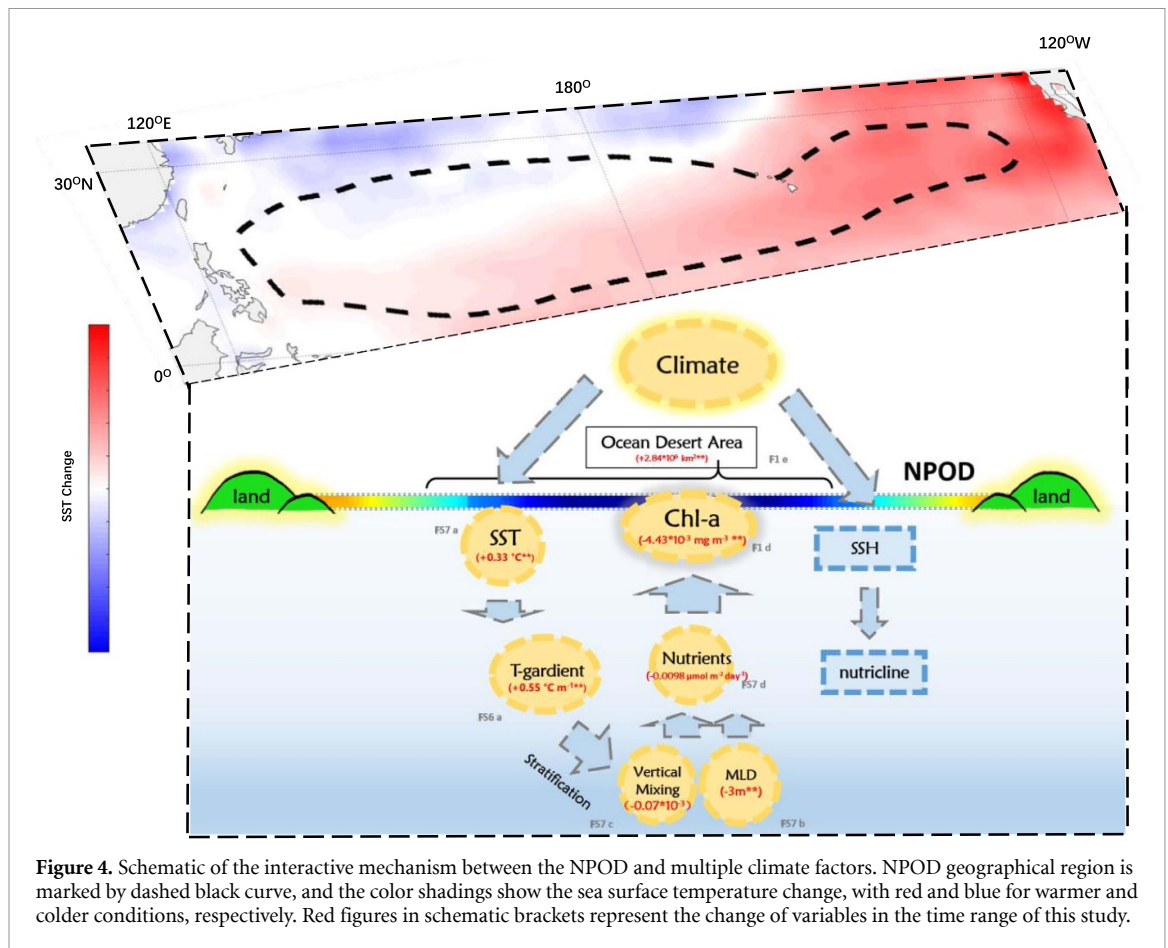 120°W
180°
120°E
30°N
0°
SST Change
Climate
Ocean Desert Area
(+2.84*10⁶ km²**)
F1 e
NPOD
land
land
FS7 a
SST
(+0.33 °C**)
Chl-a
(-4.43*10⁻³ mg m⁻³ **)
F1 d
SSH
T-gardient
(+0.55 °C m⁻¹**)
FS6 a
Nutrients
(-0.0098 μmol m⁻² day⁻¹)
FS7 d
nutricline
Stratification
Vertical
Mixing
(-0.07*10⁻³)
FS7 c
MLD
(-3m**)
FS7 b
Figure 4. Schematic of the interactive mechanism between the NPOD and multiple climate factors. NPOD geographical region is
marked by dashed black curve, and the color shadings show the sea surface temperature change, with red and blue for warmer and
colder conditions, respectively. Red figures in schematic brackets represent the change of variables in the time range of this study.